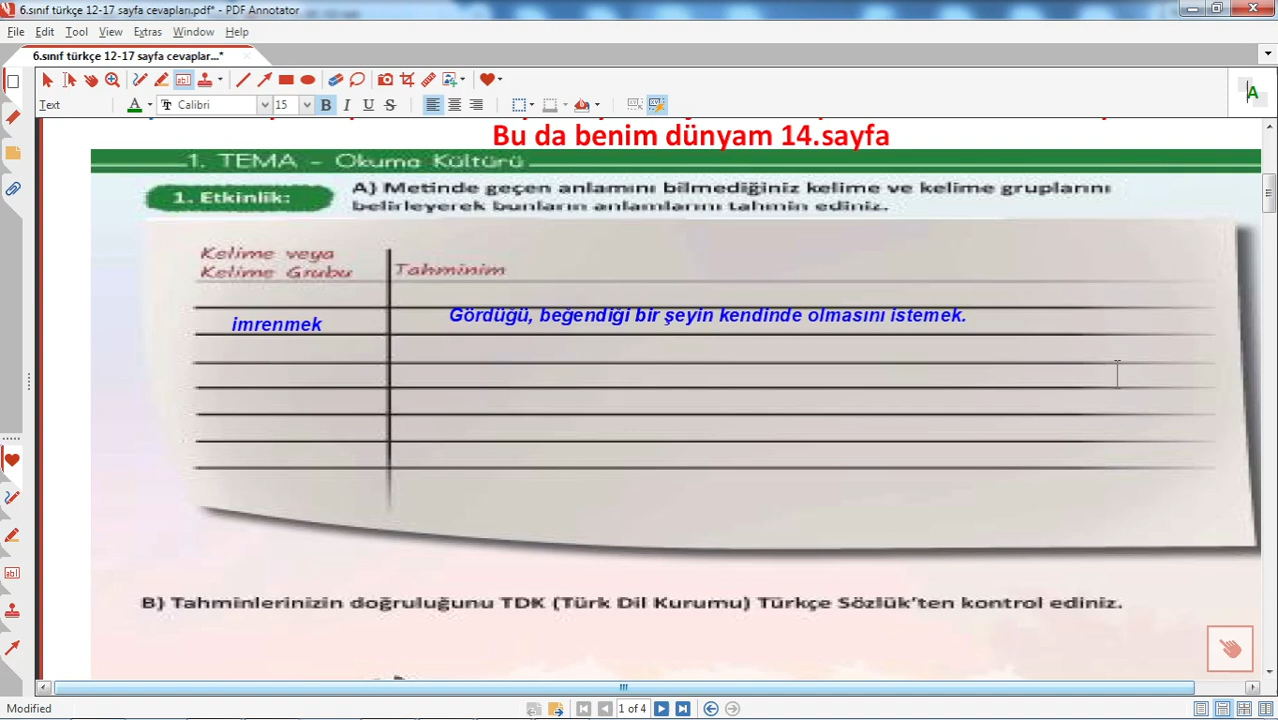 6.sınıf türkçe 12-17 sayfa cevapları.pdf* - PDF Annotator
File Edit Tool View Extras Window Help
6.sınıf türkçe 12-17 sayfa cevaplar...*
Text A Calibri 15 B I U S
A
Bu da benim dünyam 14.sayfa
1. TEMA – Okuma Kültürü
1. Etkinlik:
A) Metinde geçen anlamını bilmediğiniz kelime ve kelime gruplarını
belirleyerek bunların anlamlarını tahmin ediniz.
Kelime veya
Kelime Grubu
Tahminim
imrenmek
Gördüğü, beğendiği bir şeyin kendinde olmasını istemek.
B) Tahminlerinizin doğruluğunu TDK (Türk Dil Kurumu) Türkçe Sözlük'ten kontrol ediniz.
Modified
1 of 4